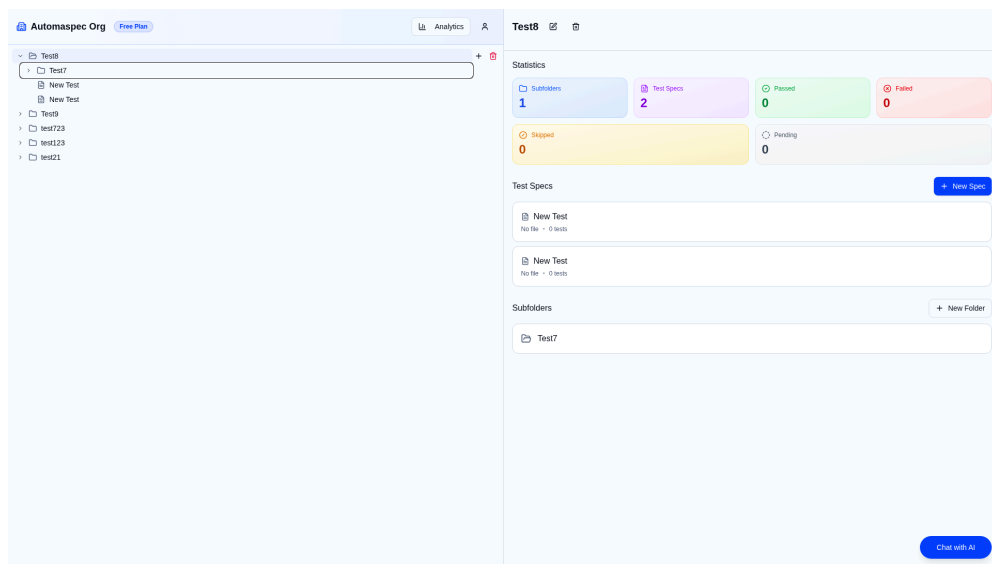 Automaspec Org Free Plan Analytics
Test8
Test7
New Test
New Test
Test9
test723
test123
test21
Test8
Statistics
Subfolders
1
Test Specs
2
Passed
0
Failed
0
Skipped
0
Pending
0
Test Specs
New Spec
New Test
No file • 0 tests
New Test
No file • 0 tests
Subfolders
New Folder
Test7
Chat with AI